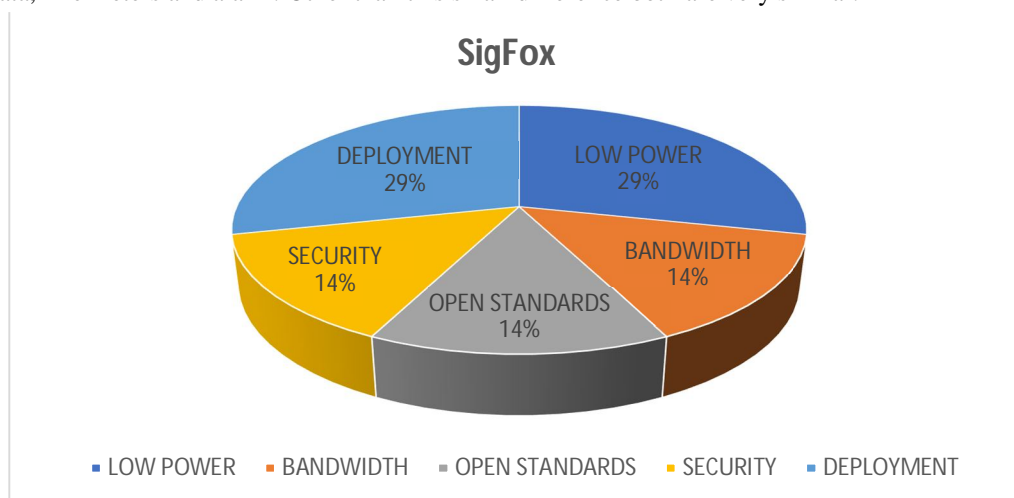 SigFox
DEPLOYMENT
29%
LOW POWER
29%
SECURITY
14%
BANDWIDTH
14%
OPEN STANDARDS
14%
LOW POWER BANDWIDTH OPEN STANDARDS SECURITY DEPLOYMENT